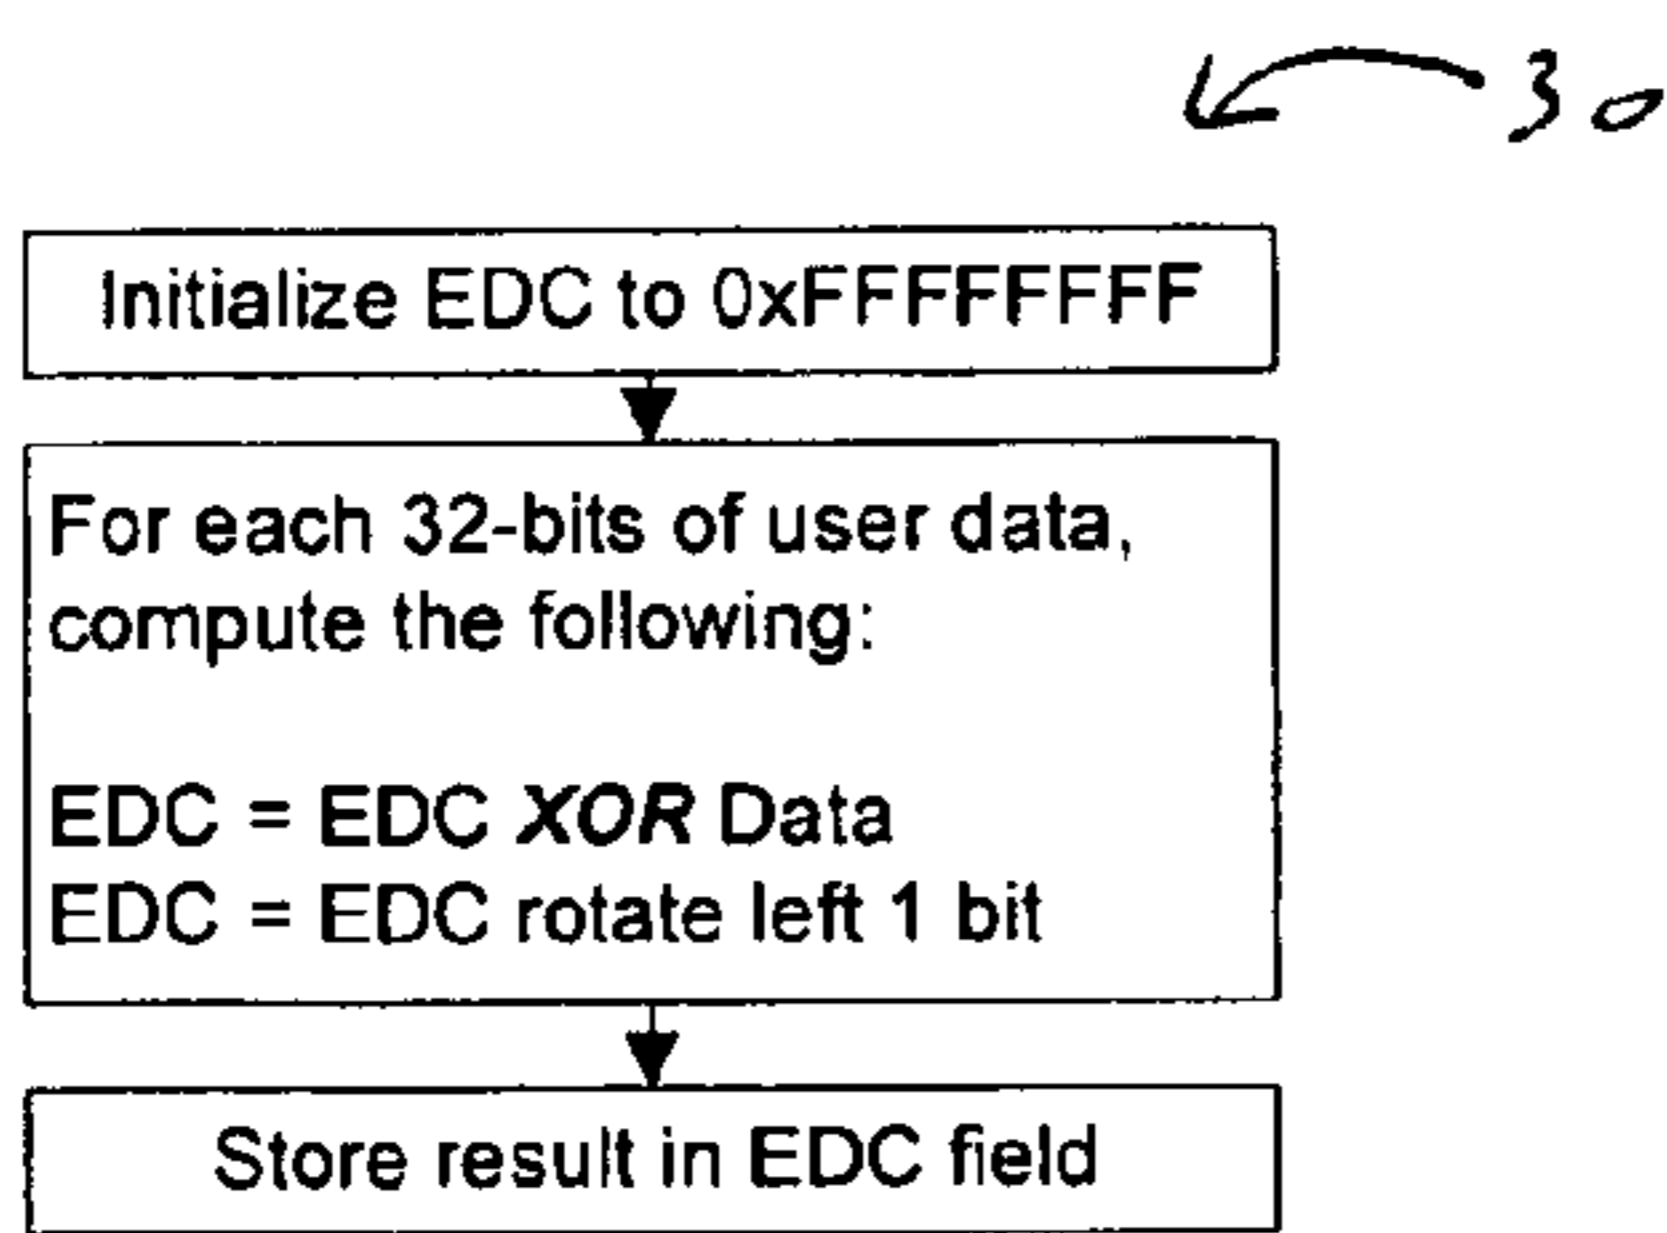 30
Initialize EDC to 0xFFFFFFFF
For each 32-bits of user data,
compute the following:
EDC = EDC XOR Data
EDC = EDC rotate left 1 bit
Store result in EDC field